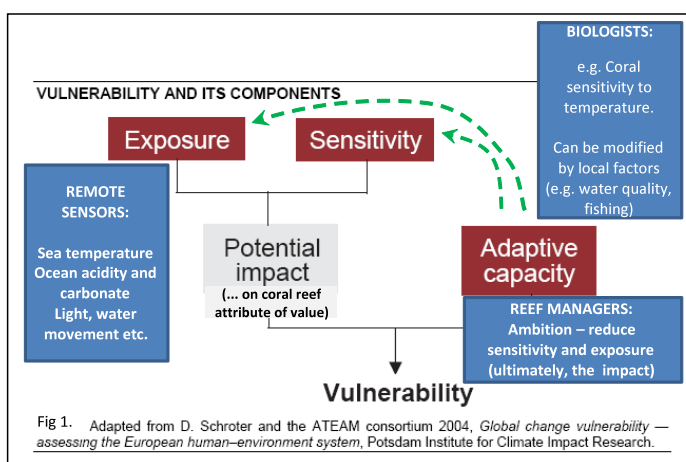 BIOLOGISTS:
e.g. Coral
sensitivity to
temperature.
Can be modified
by local factors
(e.g. water quality,
fishing)
VULNERABILITY AND ITS COMPONENTS
Exposure
Sensitivity
REMOTE
SENSORS:
Sea temperature
Ocean acidity and
carbonate
Light, water
movement etc.
Potential
impact
(... on coral reef
attribute of value)
Adaptive
capacity
REEF MANAGERS:
Ambition – reduce
sensitivity and exposure
(ultimately, the  impact)
Vulnerability
Fig 1. Adapted from D. Schroter and the ATEAM consortium 2004, Global change vulnerability —
assessing the European human–environment system, Potsdam Institute for Climate Impact Research.